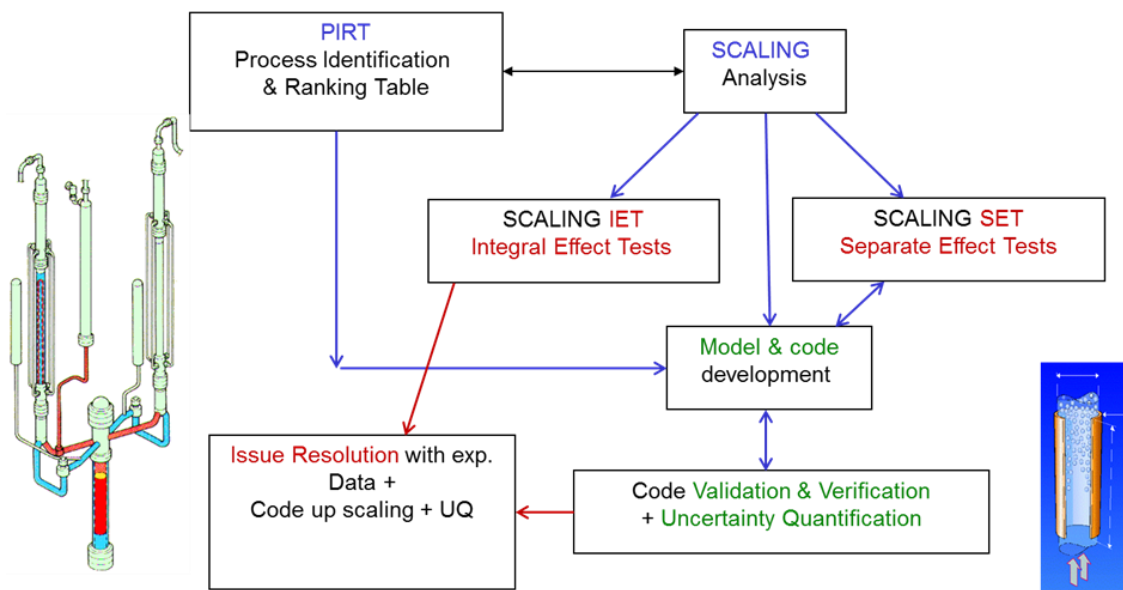 PIRT
Process Identification
& Ranking Table
SCALING
Analysis
SCALING IET
Integral Effect Tests
SCALING SET
Separate Effect Tests
Model & code
development
Issue Resolution with exp.
Data +
Code up scaling + UQ
Code Validation & Verification
+ Uncertainty Quantification